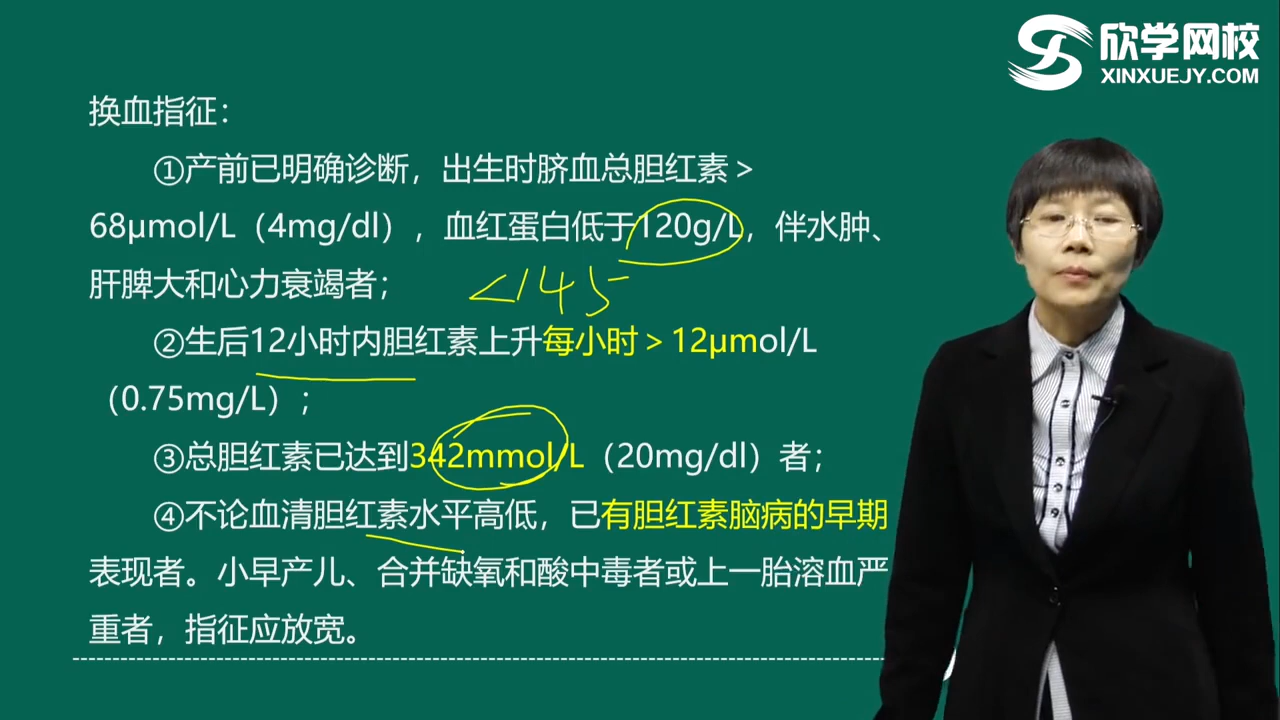 欣学网校
XINXUEJY.COM
换血指征：
①产前已明确诊断，出生时脐血总胆红素＞
68μmol/L（4mg/dl），血红蛋白低于120g/L，伴水肿、
肝脾大和心力衰竭者；
<145
②生后12小时内胆红素上升每小时＞12μmol/L
（0.75mg/L）；
③总胆红素已达到342mmol/L（20mg/dl）者；
④不论血清胆红素水平高低，已有胆红素脑病的早期
表现者。小早产儿、合并缺氧和酸中毒者或上一胎溶血严
重者，指征应放宽。